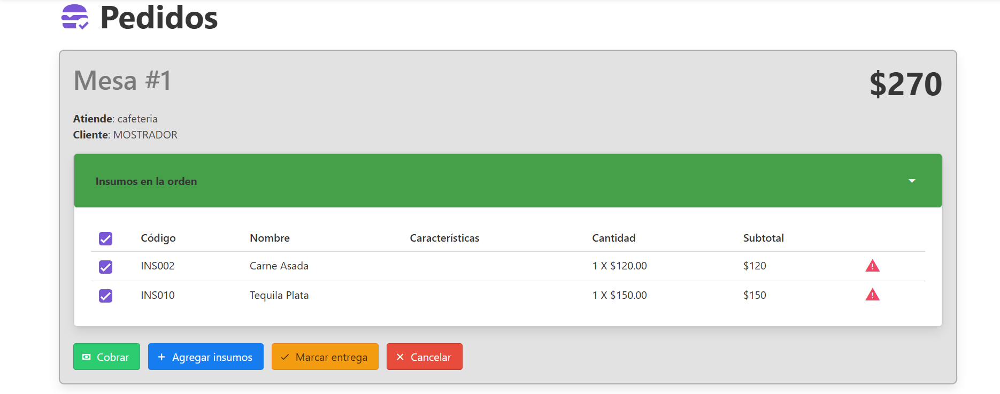 Pedidos
Mesa #1
$270
Atiende: cafeteria
Cliente: MOSTRADOR
Insumos en la orden
Código Nombre Características Cantidad Subtotal
INS002 Carne Asada 1 X $120.00 $120
INS010 Tequila Plata 1 X $150.00 $150
Cobrar Agregar insumos Marcar entrega Cancelar